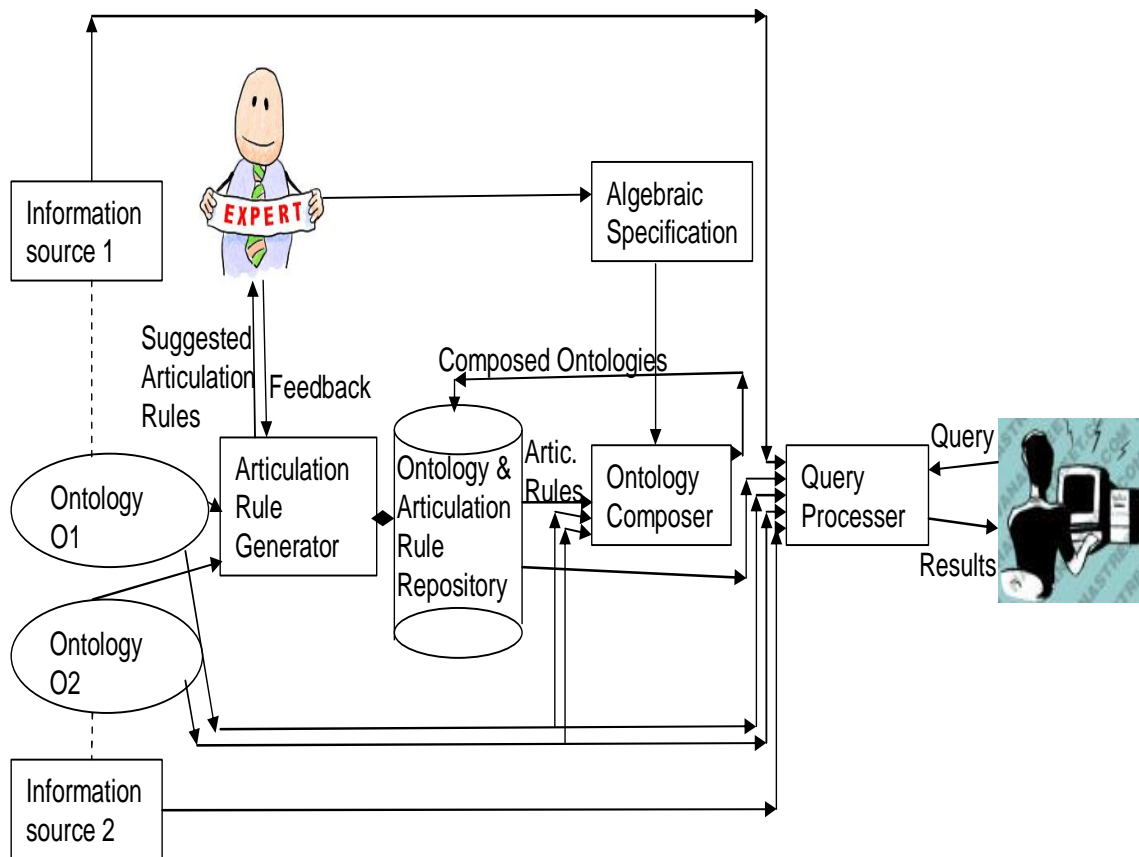 EXPERT
Algebraic
Specification
Information
source 1
Suggested
Articulation
Rules
Feedback
Composed Ontologies
Articulation
Rule
Generator
Ontology &
Articulation
Rule
Repository
Artic.
Rules
Ontology
Composer
Query
Processer
Query
Results
Ontology
O1
Ontology
O2
Information
source 2